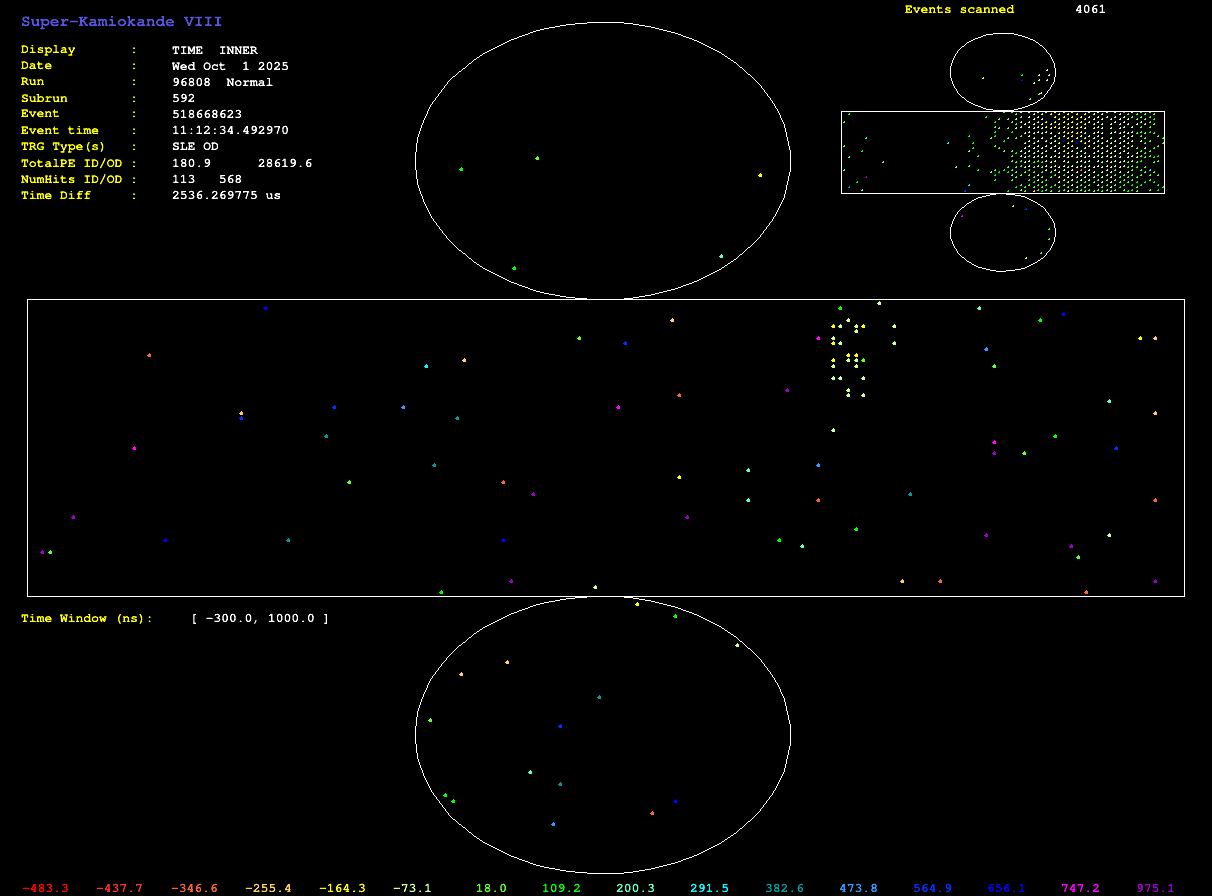 Super-Kamiokande VIII
Events scanned 4061
Display : TIME INNER
Date : Wed Oct 1 2025
Run : 96808 Normal
Subrun : 592
Event : 518668623
Event time : 11:12:34.492970
TRG Type(s) : SLE OD
TotalPE ID/OD : 180.9 28619.6
NumHits ID/OD : 113 568
Time Diff : 2536.269775 us
Time Window (ns): [ -300.0, 1000.0 ]
-483.3 -437.7 -346.6 -255.4 -164.3 -73.1 18.0 109.2 200.3 291.5 382.6 473.8 564.9 656.1 747.2 975.1